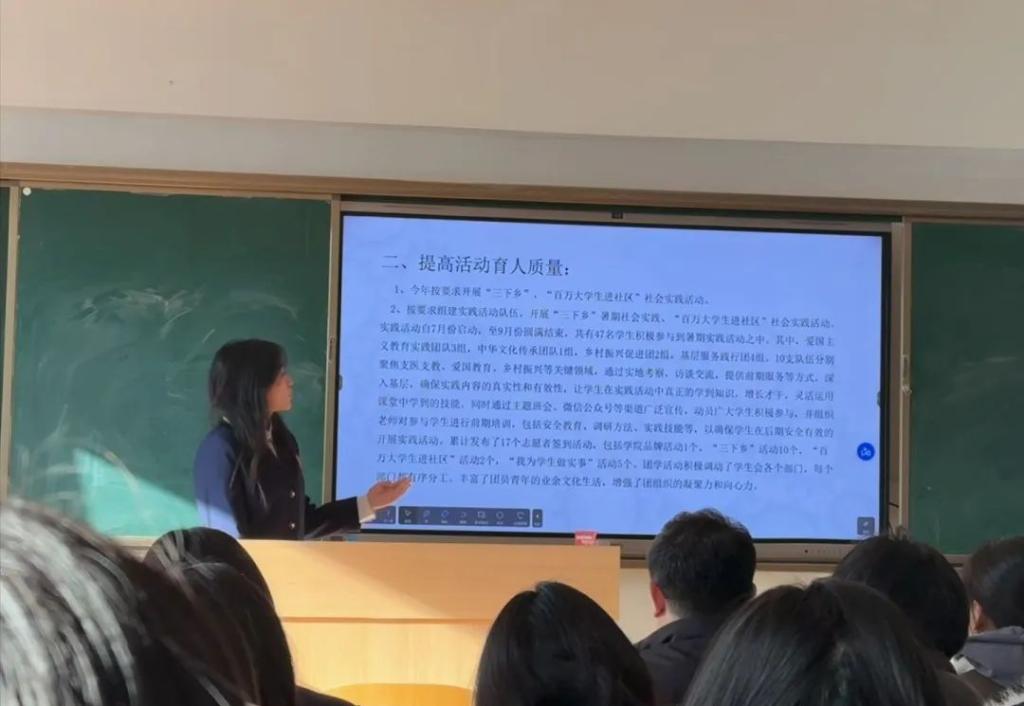 二、提高活动育人质量：
1、今年按要求开展“三下乡”、“百万大学生进社区”社会实践活动。
2、按要求组建实践活动队伍，开展“三下乡”暑期社会实践、“百万大学生进社区”社会实践活动。
实践活动自7月份启动，至9月份圆满结束，共有47名学生积极参与到暑期实践活动之中。其中，爱国主
义教育实践团队3组，中华文化传承团队1组，乡村振兴促进团2组，基层服务践行团4组，10支队伍分别
聚焦支医支教、爱国教育、乡村振兴等关键领域，通过实地考察、访谈交流，提供前期服务等方式，深
入基层，确保实践内容的真实性和有效性，让学生在实践活动中真正的学到知识，增长才干，灵活运用
课堂中学到的技能。同时通过主题班会、微信公众号等渠道广泛宣传，动员广大学生积极参与，并组织
老师对参与学生进行前期培训，包括安全教育、调研方法、实践技能等，以确保学生在后期安全有效的
开展实践活动。累计发布了17个志愿者签到活动，包括学院品牌活动1个，“三下乡”活动10个，“百
万大学生进社区”活动2个，“我为学生做实事”活动5个。团学活动积极调动了学生会各个部门，每个
部门都有序分工，丰富了团员青年的业余文化生活，增强了团组织的凝聚力和向心力。